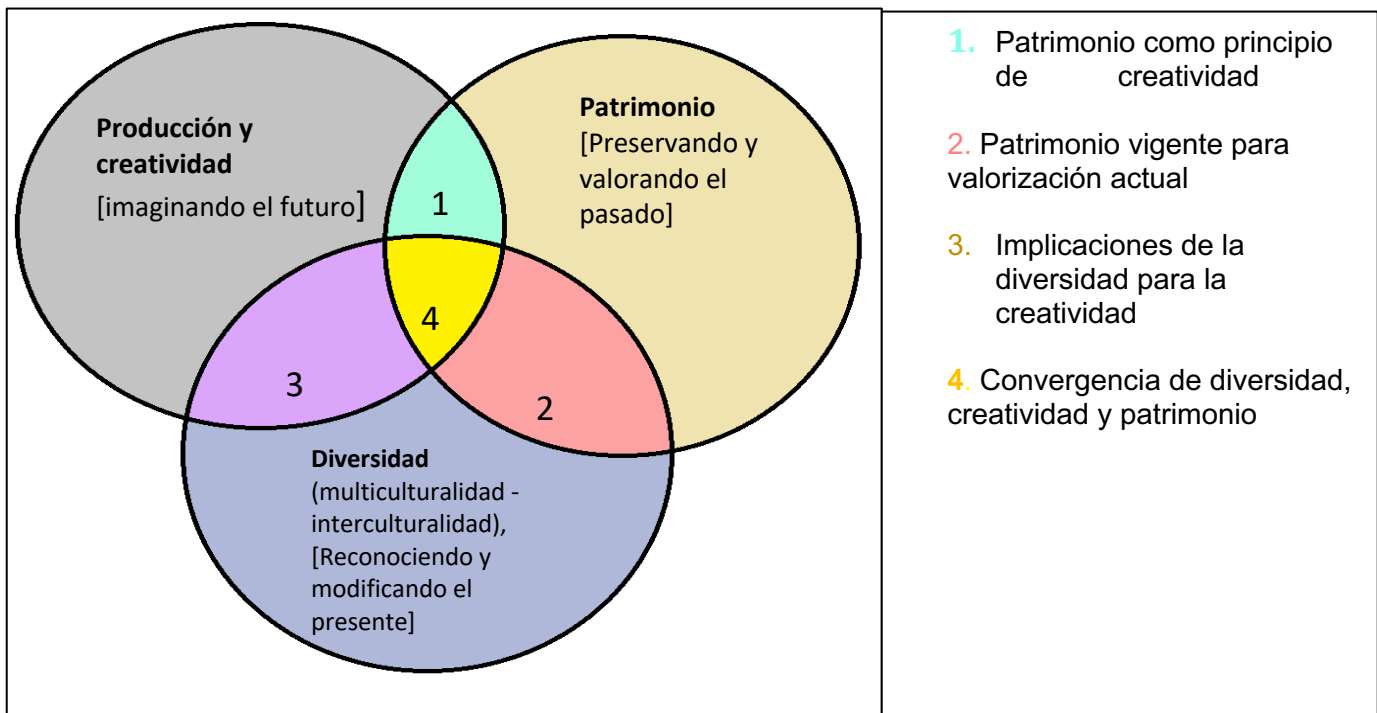 Producción y
creatividad
[imaginando el futuro]
Patrimonio
[Preservando y
valorando el
pasado]
1
4
3
2
Diversidad
(multiculturalidad -
interculturalidad),
[Reconociendo y
modificando el
presente]
1. Patrimonio como principio
de creatividad
2. Patrimonio vigente para
valorización actual
3. Implicaciones de la
diversidad para la
creatividad
4. Convergencia de diversidad,
creatividad y patrimonio